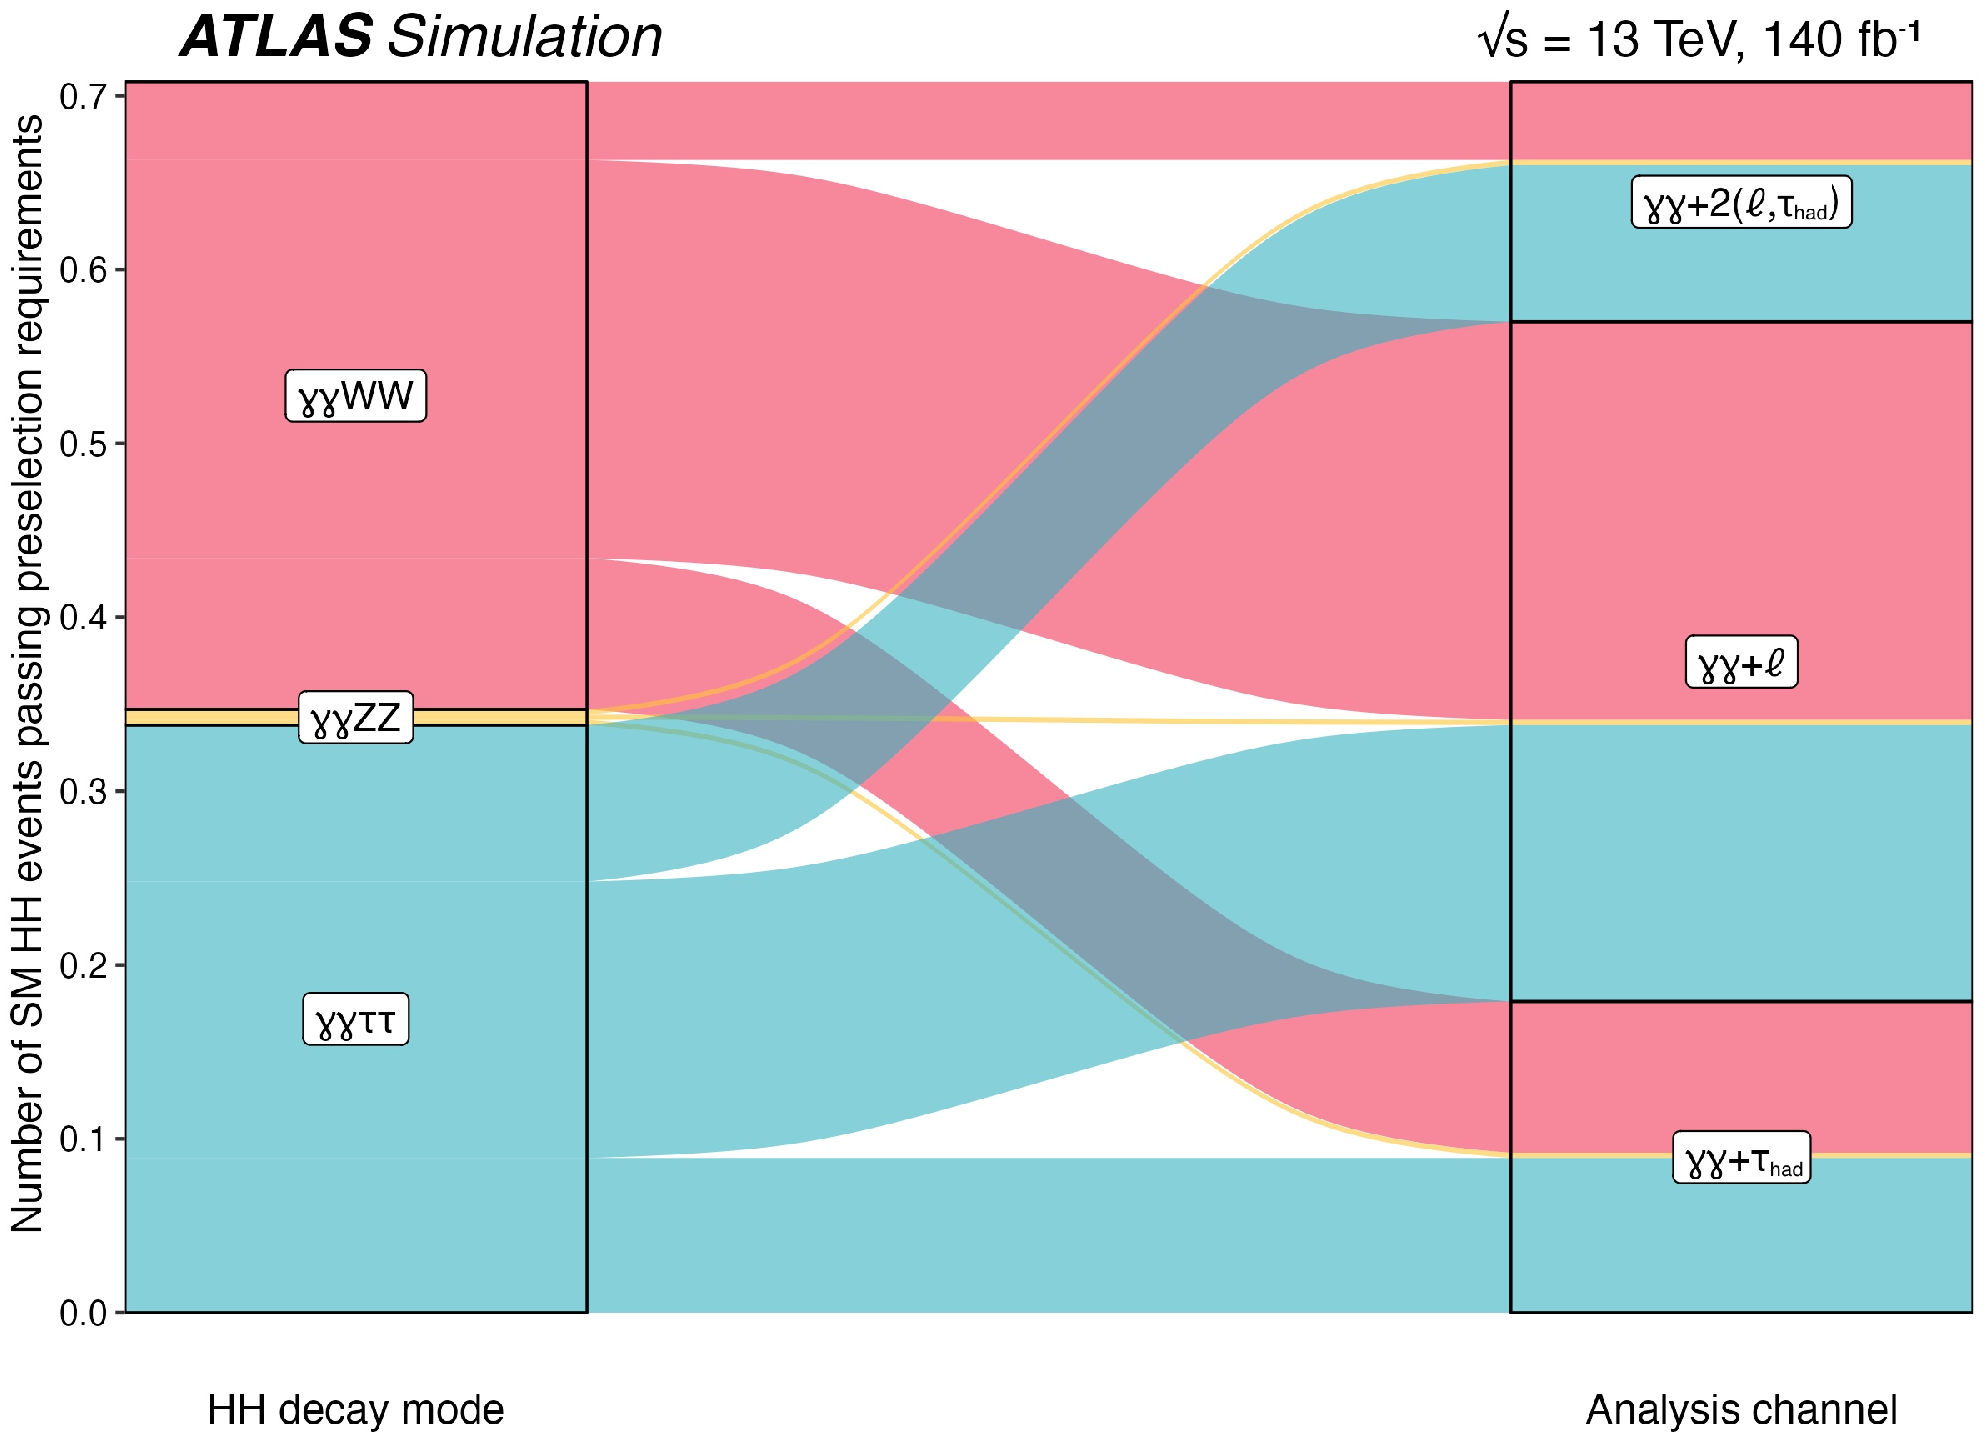 ATLAS Simulation
√s = 13 TeV, 140 fb⁻¹
Number of SM HH events passing preselection requirements
0.7
0.6
0.5
0.4
0.3
0.2
0.1
0.0
γγWW
γγZZ
γγττ
γγ+2(ℓ,τhad)
γγ+ℓ
γγ+τhad
HH decay mode
Analysis channel